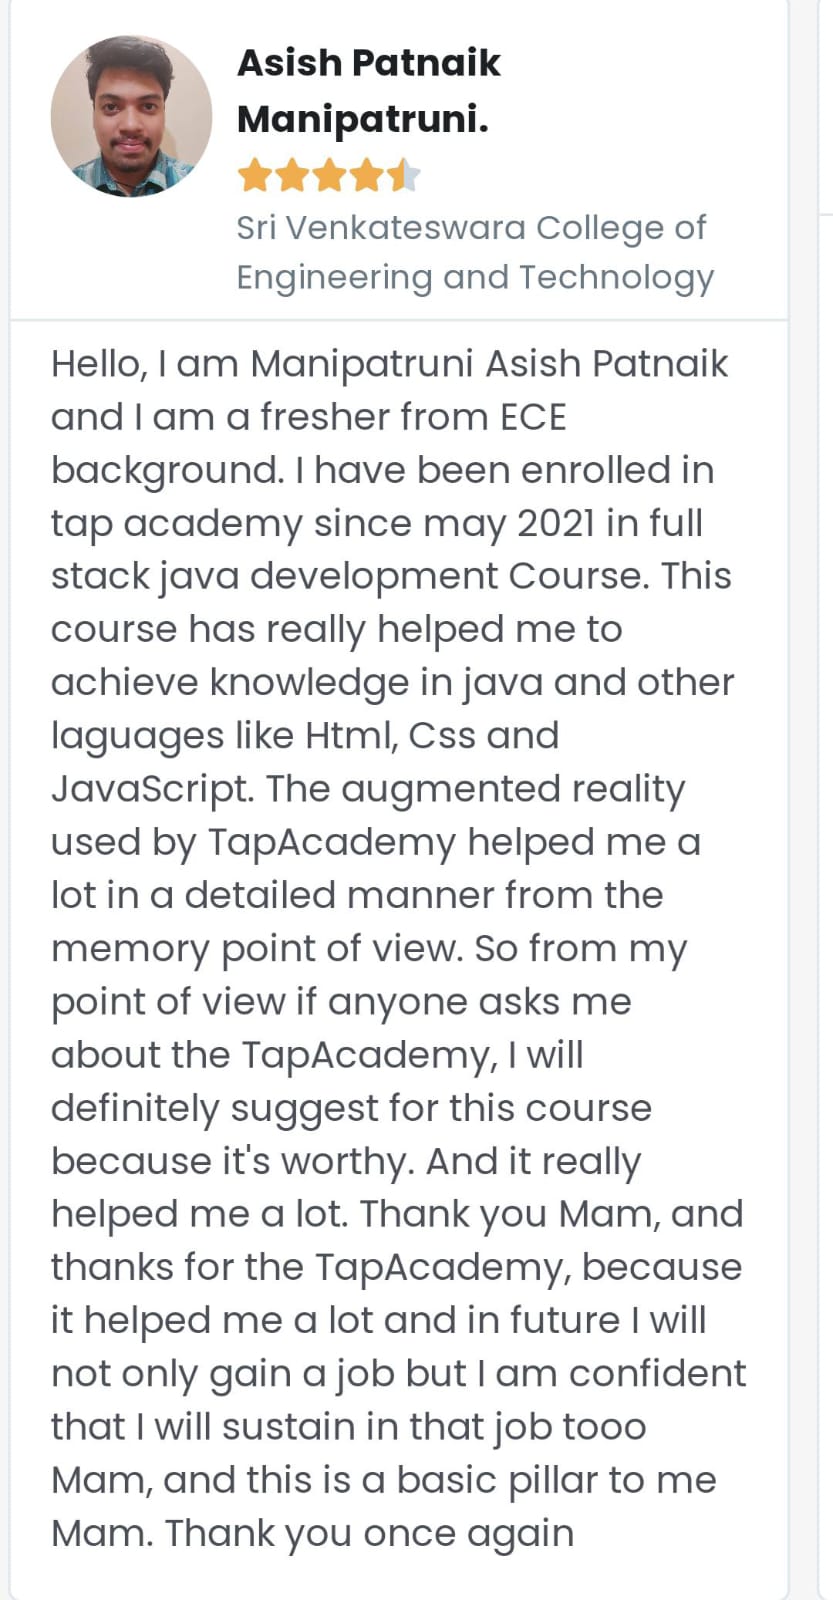 Asish Patnaik
Manipatruni.
Sri Venkateswara College of
Engineering and Technology
Hello, I am Manipatruni Asish Patnaik
and I am a fresher from ECE
background. I have been enrolled in
tap academy since may 2021 in full
stack java development Course. This
course has really helped me to
achieve knowledge in java and other
laguages like Html, Css and
JavaScript. The augmented reality
used by TapAcademy helped me a
lot in a detailed manner from the
memory point of view. So from my
point of view if anyone asks me
about the TapAcademy, I will
definitely suggest for this course
because it's worthy. And it really
helped me a lot. Thank you Mam, and
thanks for the TapAcademy, because
it helped me a lot and in future I will
not only gain a job but I am confident
that I will sustain in that job tooo
Mam, and this is a basic pillar to me
Mam. Thank you once again